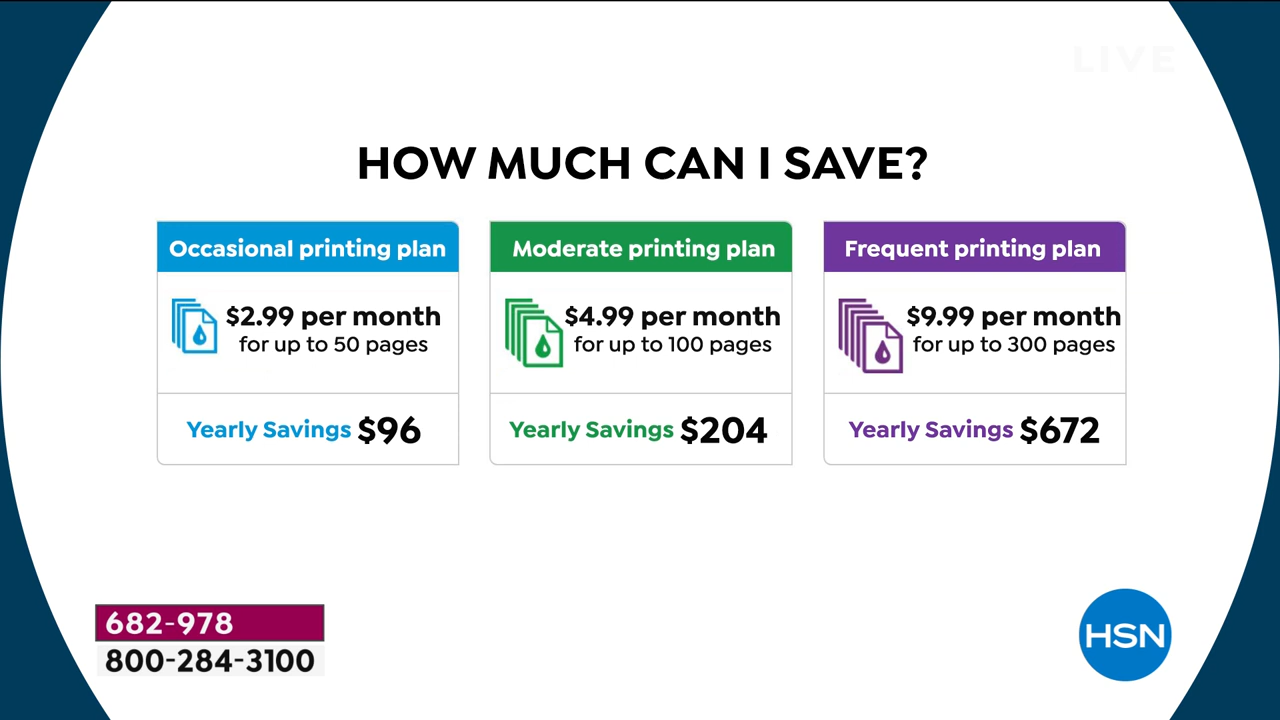 LIVE
HOW MUCH CAN I SAVE?
Occasional printing plan
$2.99 per month
for up to 50 pages
Yearly Savings $96
Moderate printing plan
$4.99 per month
for up to 100 pages
Yearly Savings $204
Frequent printing plan
$9.99 per month
for up to 300 pages
Yearly Savings $672
682-978
800-284-3100
HSN